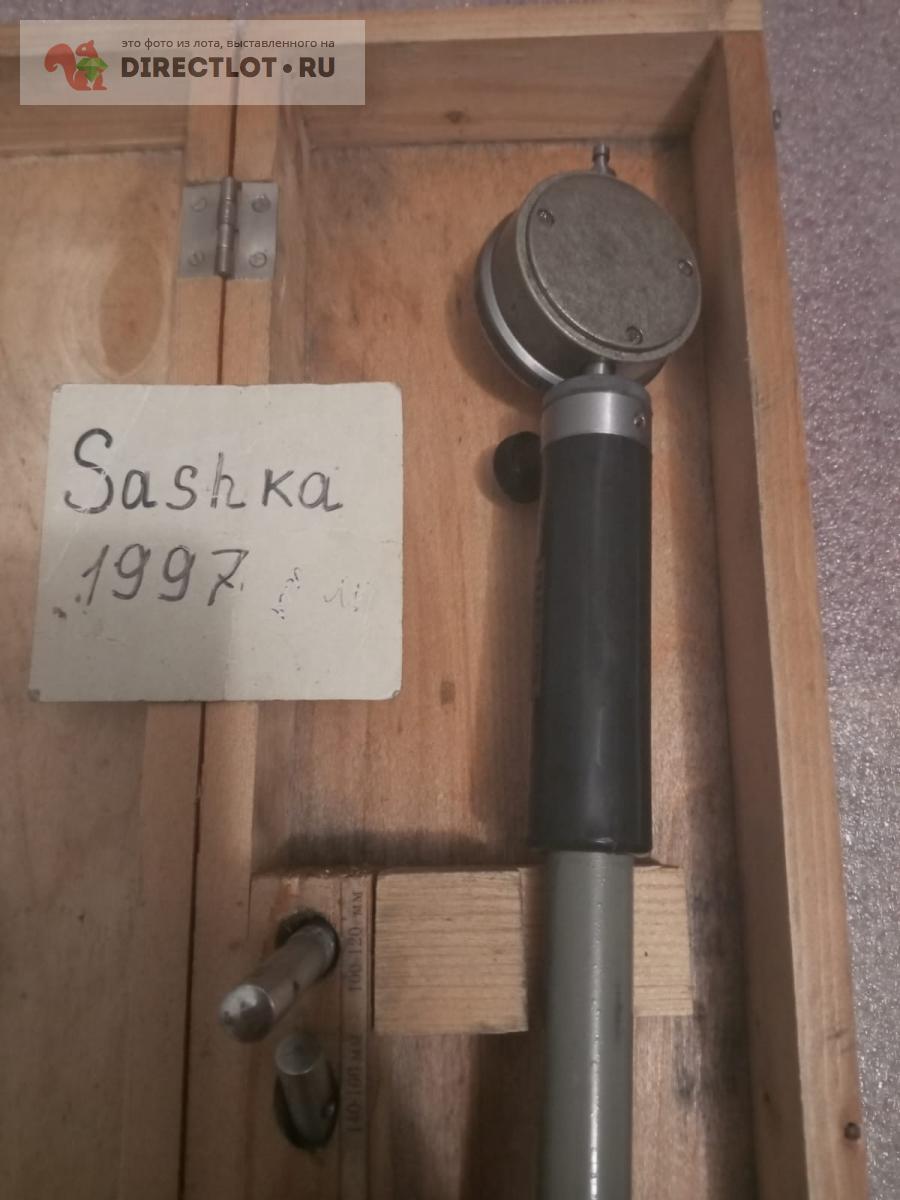 это фото из лота, выставленного на
DIRECTLOT•RU
Sashka
1997
100-120 мм
140-160 мм